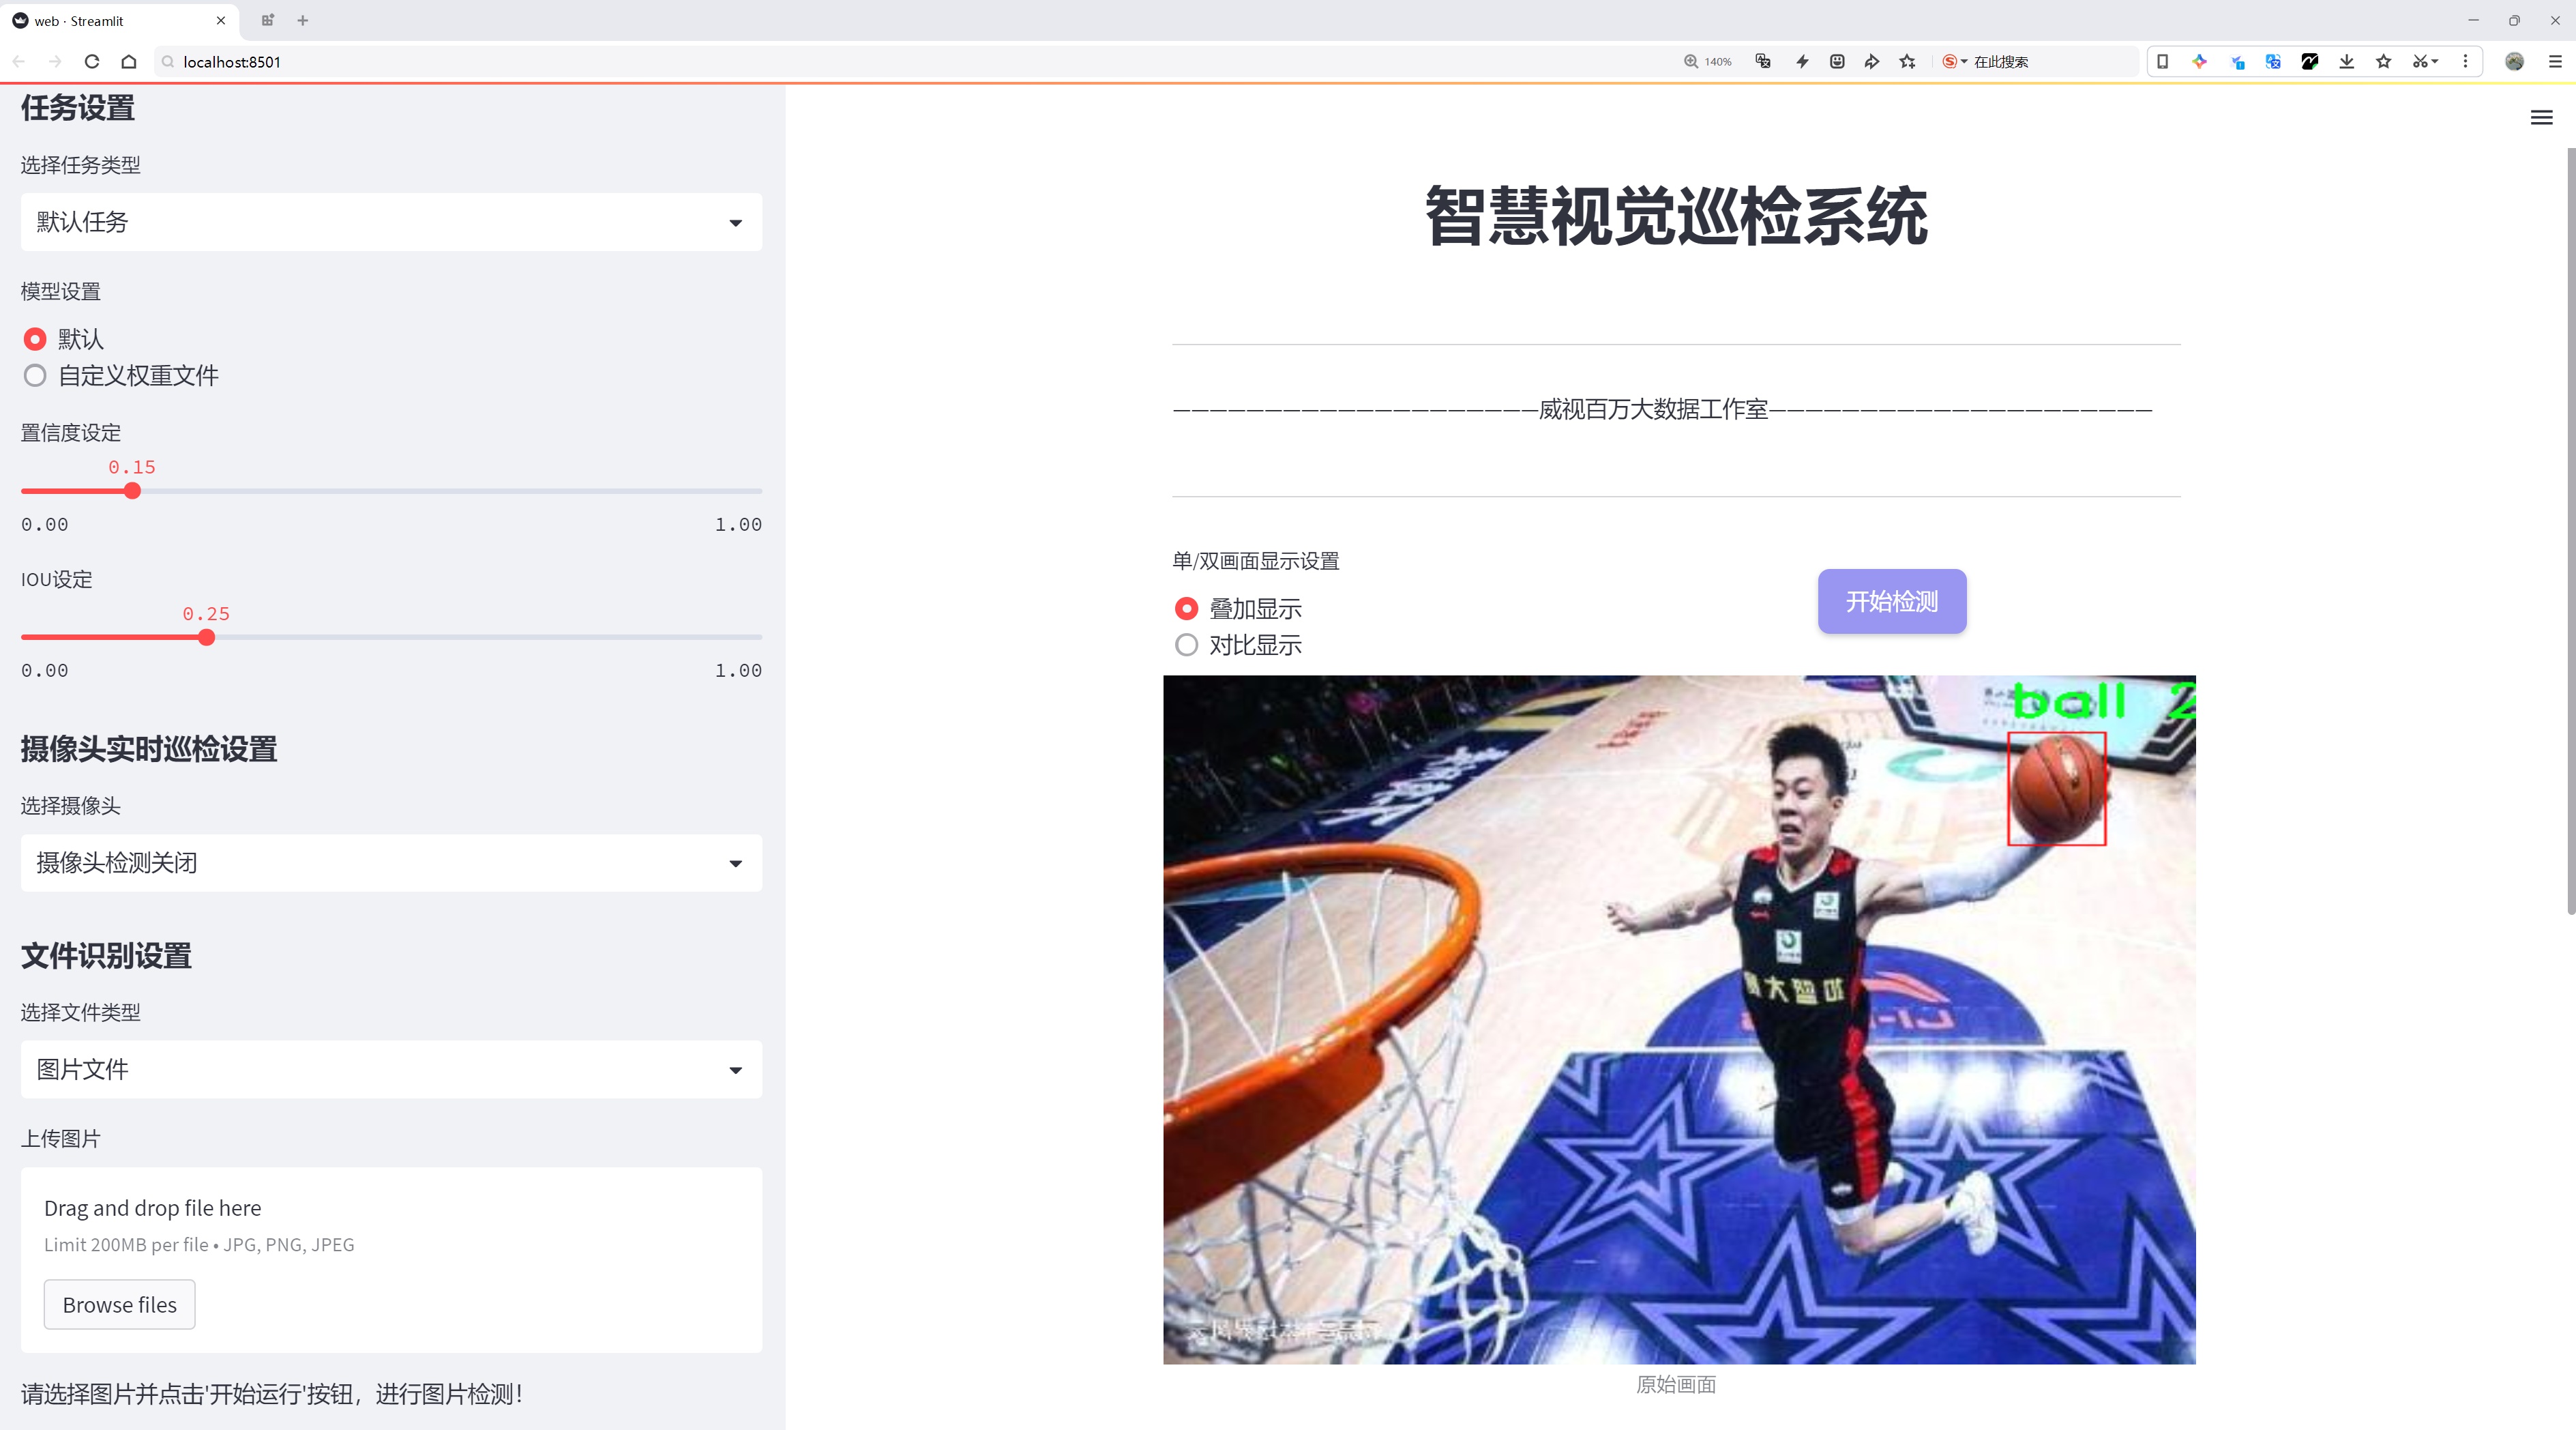 web · Streamlit
localhost:8501
140%
在此搜索
任务设置
选择任务类型
默认任务
模型设置
默认
自定义权重文件
置信度设定
0.15
0.00
1.00
IOU设定
0.25
0.00
1.00
摄像头实时巡检设置
选择摄像头
摄像头检测关闭
文件识别设置
选择文件类型
图片文件
上传图片
Drag and drop file here
Limit 200MB per file • JPG, PNG, JPEG
Browse files
请选择图片并点击'开始运行'按钮，进行图片检测！
智慧视觉巡检系统
————————————————————威视百万大数据工作室—————————————————————
单/双画面显示设置
叠加显示
对比显示
开始检测
ball 2
LI-N
原始画面